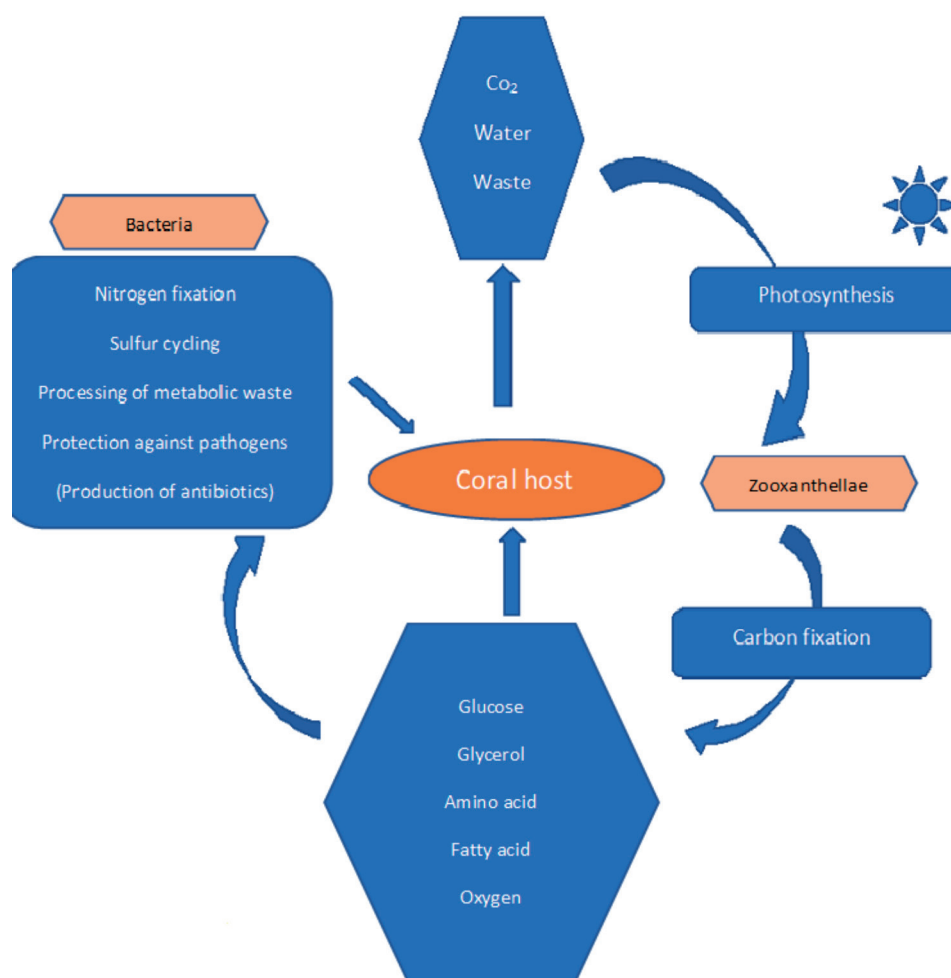 Co₂
Water
Waste
Bacteria
Nitrogen fixation
Sulfur cycling
Processing of metabolic waste
Protection against pathogens
(Production of antibiotics)
Photosynthesis
Coral host
Zooxanthellae
Carbon fixation
Glucose
Glycerol
Amino acid
Fatty acid
Oxygen